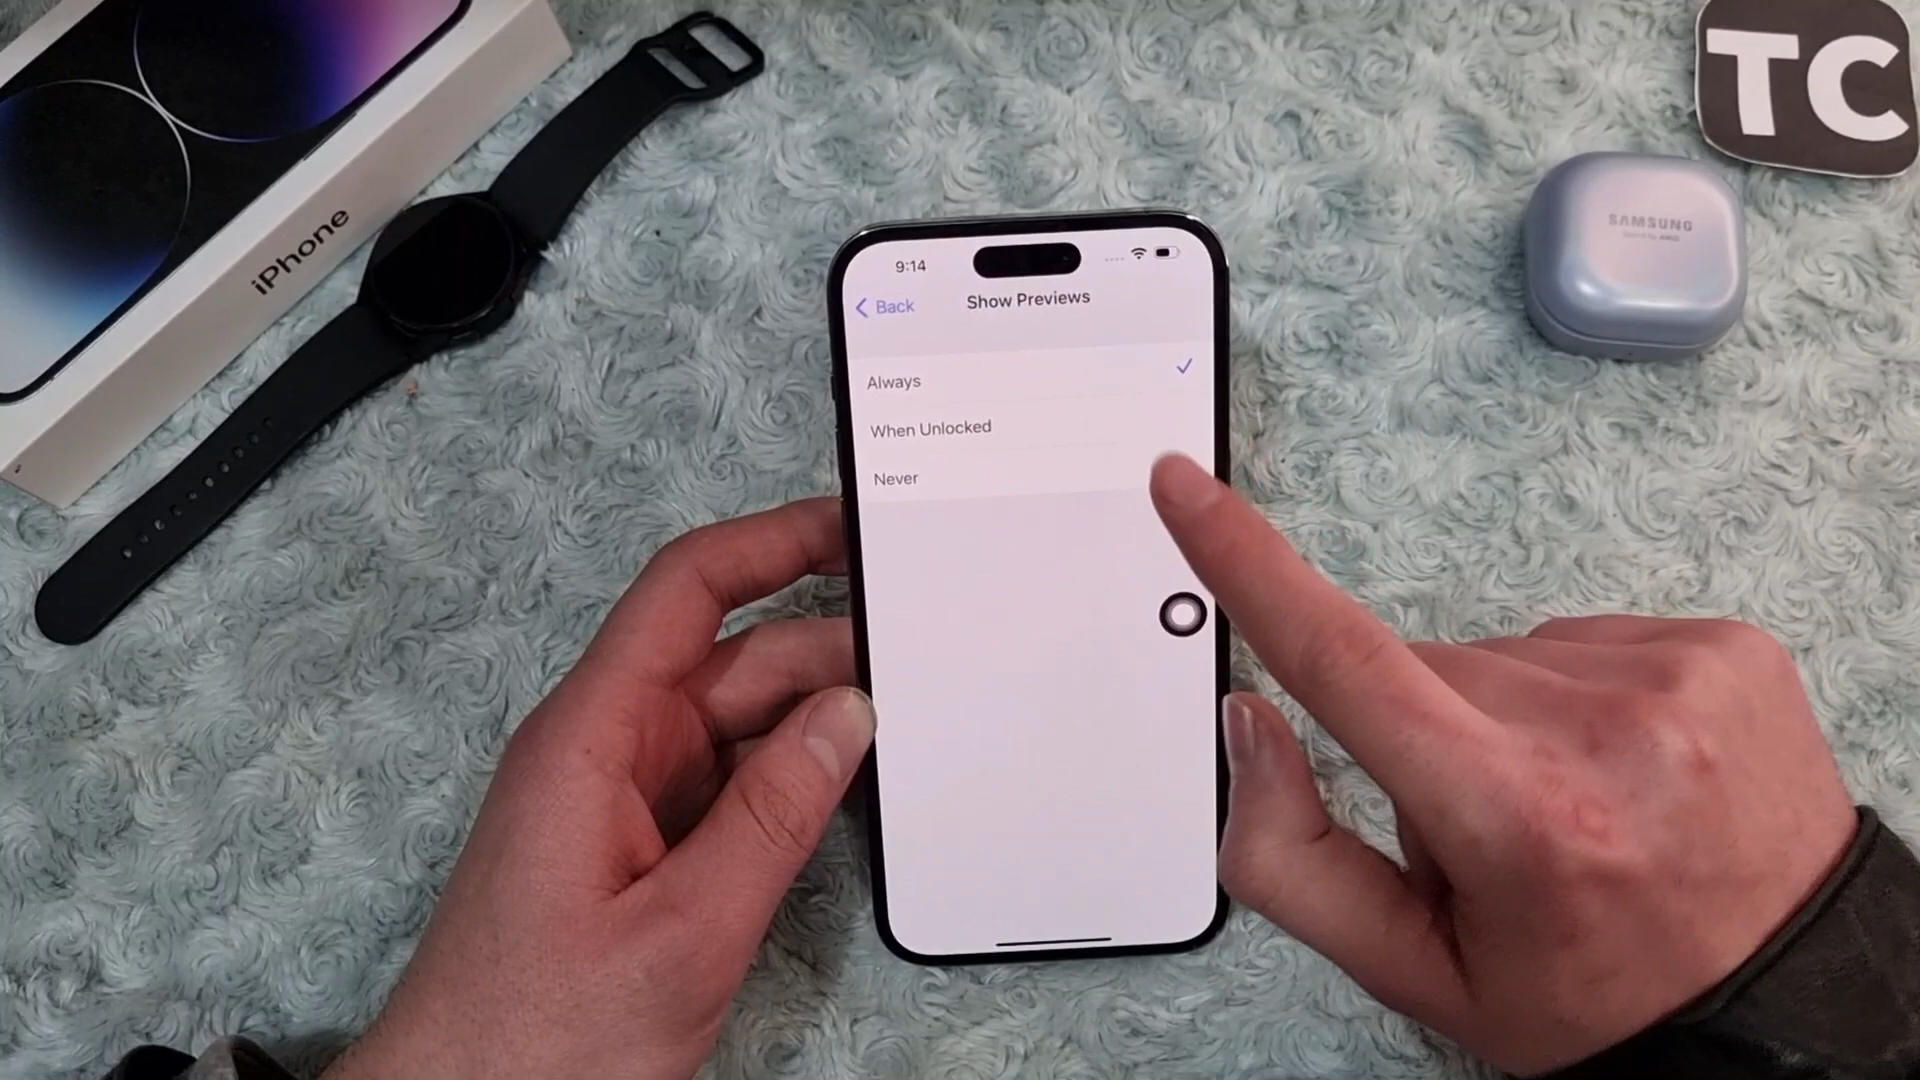 iPhone
TC
SAMSUNG
9:14
Back
Show Previews
Always
When Unlocked
Never